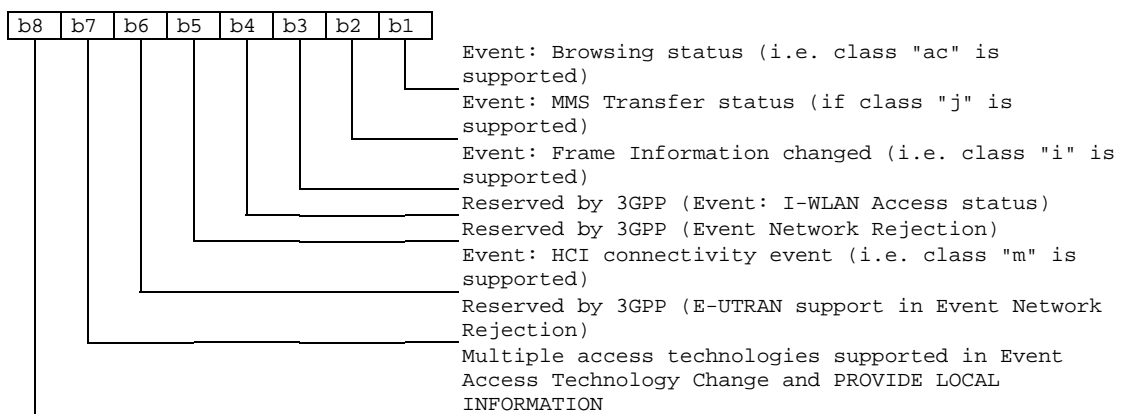 b8 b7 b6 b5 b4 b3 b2 b1
Event: Browsing status (i.e. class "ac" is
supported)
Event: MMS Transfer status (if class "j" is
supported)
Event: Frame Information changed (i.e. class "i" is
supported)
Reserved by 3GPP (Event: I-WLAN Access status)
Reserved by 3GPP (Event Network Rejection)
Event: HCI connectivity event (i.e. class "m" is
supported)
Reserved by 3GPP (E-UTRAN support in Event Network
Rejection)
Multiple access technologies supported in Event
Access Technology Change and PROVIDE LOCAL
INFORMATION